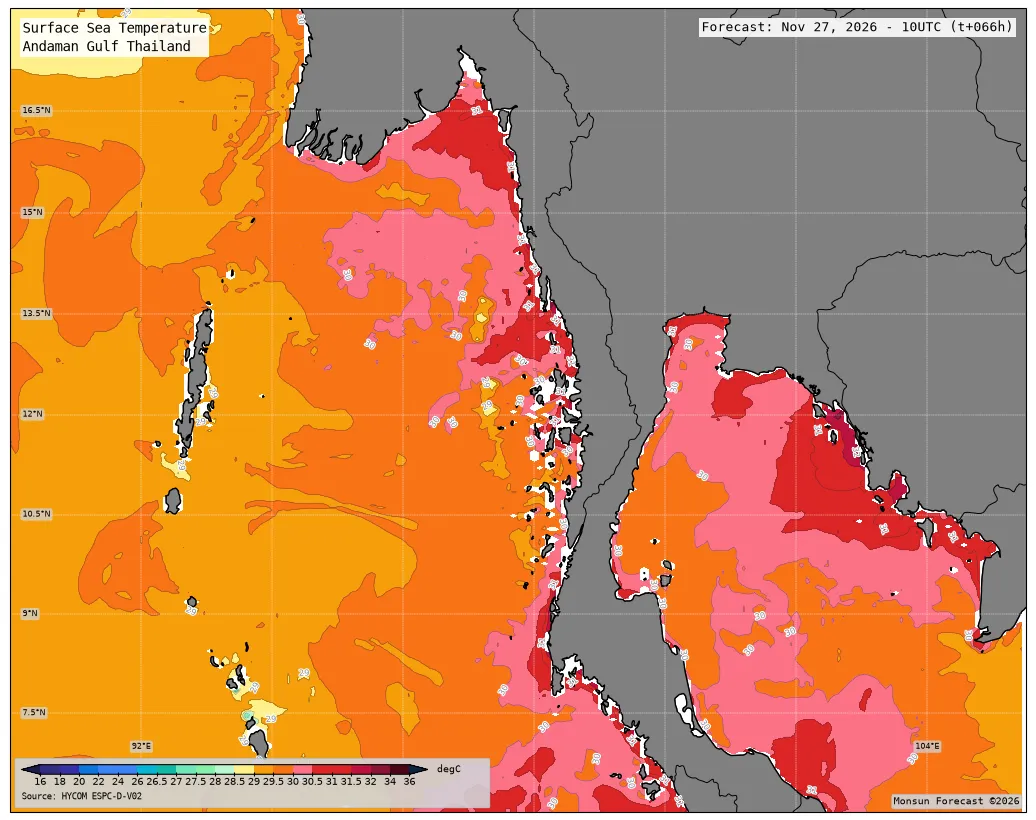 Surface Sea Temperature
Andaman Gulf Thailand
Forecast: Nov 27, 2026 - 10UTC (t+066h)
16.5°N
15°N
13.5°N
12°N
10.5°N
9°N
7.5°N
92°E
104°E
degC
16 18 20 22 24 26 26.5 27 27.5 28 28.5 29 29.5 30 30.5 31 31.5 32 33 34 36
Source: HYCOM ESPC-D-V02
Monsun Forecast ©2026